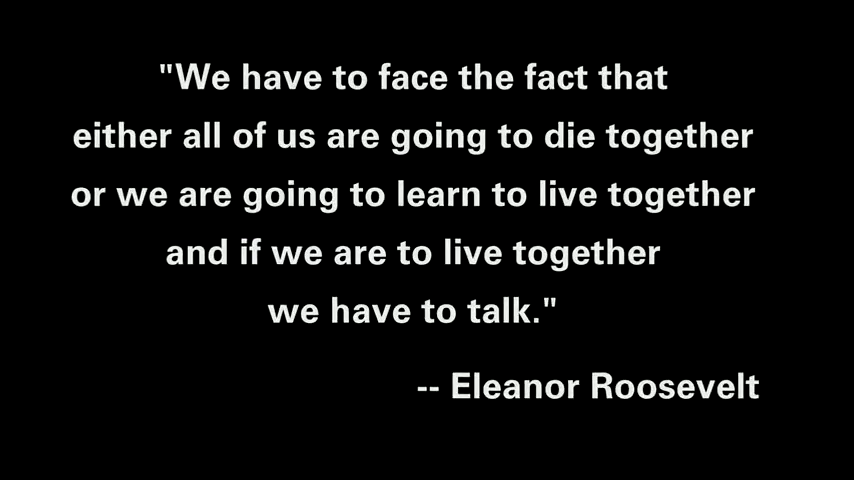 "We have to face the fact that
either all of us are going to die together
or we are going to learn to live together
and if we are to live together
we have to talk."
-- Eleanor Roosevelt